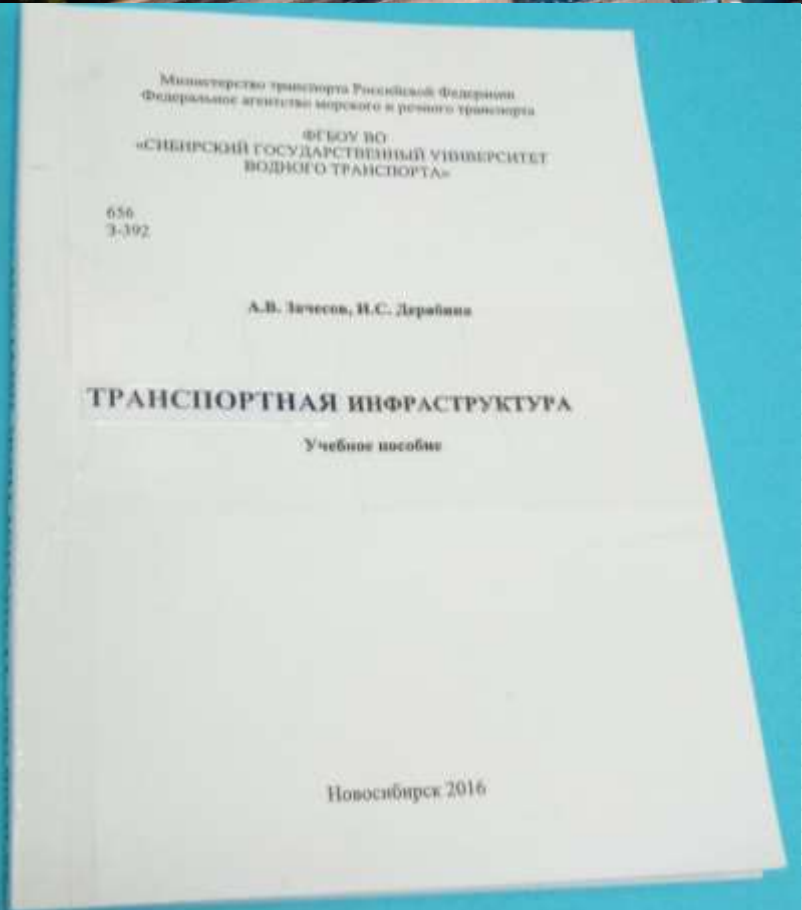 Министерство транспорта Российской Федерации
Федеральное агентство морского и речного транспорта
ФГБОУ ВО
«СИБИРСКИЙ ГОСУДАРСТВЕННЫЙ УНИВЕРСИТЕТ
ВОДНОГО ТРАНСПОРТА»
656
З-392
А.В. Зачесов, И.С. Дерябина
ТРАНСПОРТНАЯ ИНФРАСТРУКТУРА
Учебное пособие
Новосибирск 2016